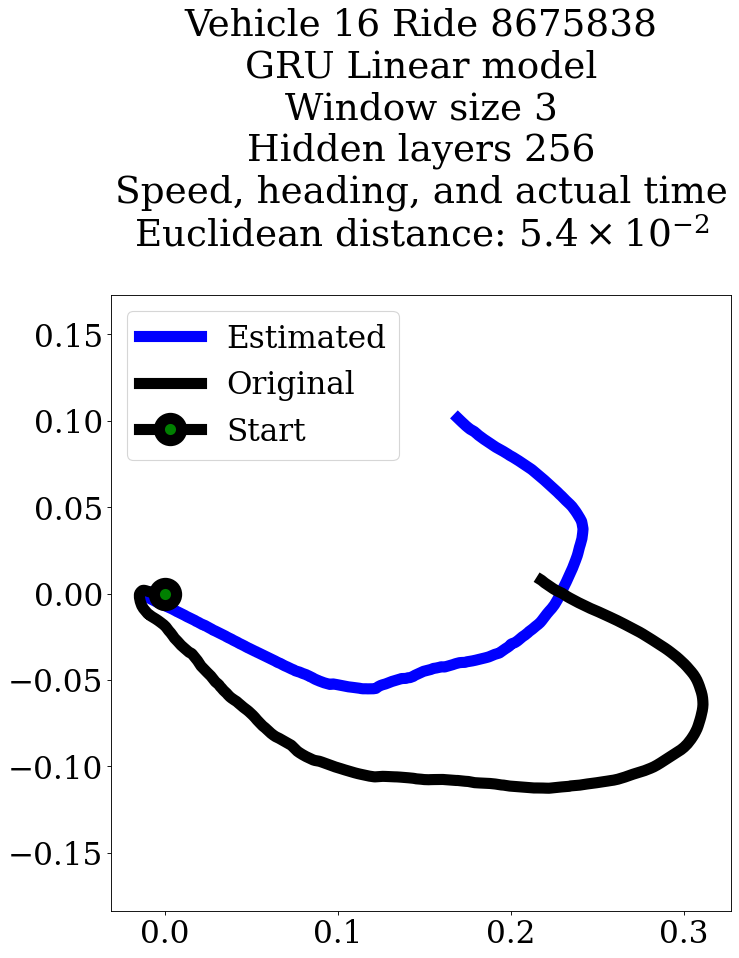 Vehicle 16 Ride 8675838
GRU Linear model
Window size 3
Hidden layers 256
Speed, heading, and actual time
Euclidean distance: 5.4 × 10⁻²
Estimated
Original
Start
0.15
0.10
0.05
0.00
−0.05
−0.10
−0.15
0.0 0.1 0.2 0.3